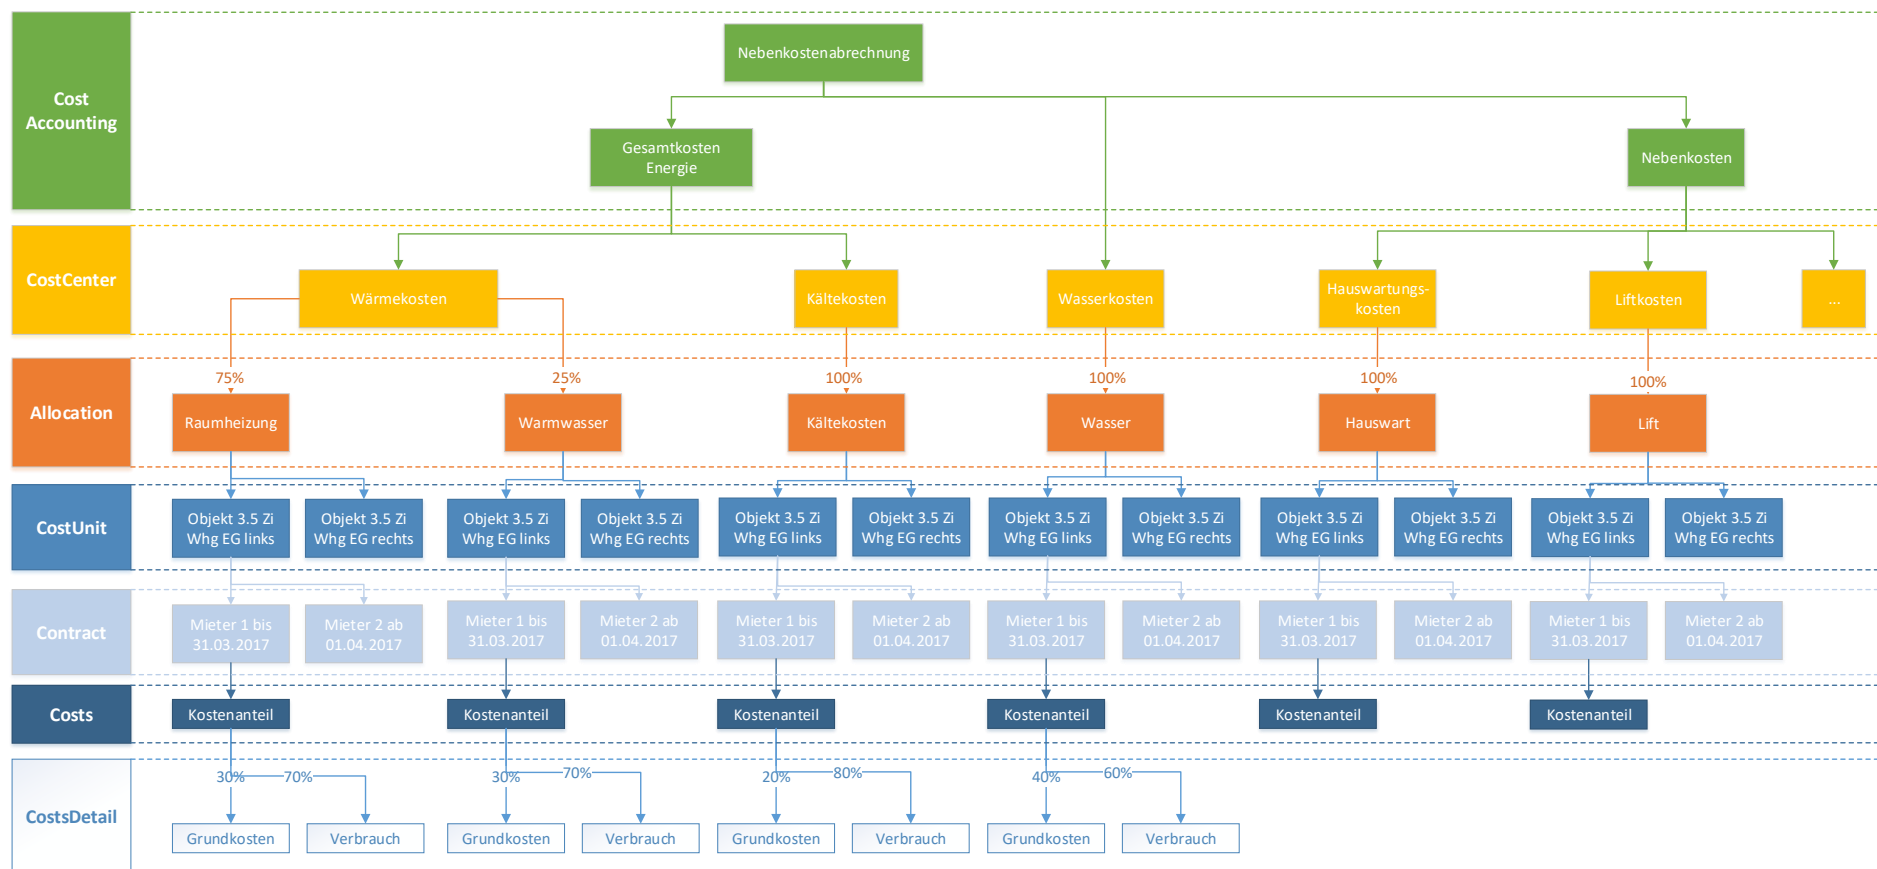 Nebenkostenabrechnung
Cost
Accounting
Gesamtkosten
Energie
Nebenkosten
CostCenter
Wärmekosten
Kältekosten
Wasserkosten
Hauswartungs-
kosten
Liftkosten
...
75%
25%
100%
100%
100%
100%
Allocation
Raumheizung
Warmwasser
Kältekosten
Wasser
Hauswart
Lift
CostUnit
Objekt 3.5 Zi
Whg EG links
Objekt 3.5 Zi
Whg EG rechts
Objekt 3.5 Zi
Whg EG links
Objekt 3.5 Zi
Whg EG rechts
Objekt 3.5 Zi
Whg EG links
Objekt 3.5 Zi
Whg EG rechts
Objekt 3.5 Zi
Whg EG links
Objekt 3.5 Zi
Whg EG rechts
Objekt 3.5 Zi
Whg EG links
Objekt 3.5 Zi
Whg EG rechts
Objekt 3.5 Zi
Whg EG links
Objekt 3.5 Zi
Whg EG rechts
Contract
Mieter 1 bis
31.03.2017
Mieter 2 ab
01.04.2017
Mieter 1 bis
31.03.2017
Mieter 2 ab
01.04.2017
Mieter 1 bis
31.03.2017
Mieter 2 ab
01.04.2017
Mieter 1 bis
31.03.2017
Mieter 2 ab
01.04.2017
Mieter 1 bis
31.03.2017
Mieter 2 ab
01.04.2017
Mieter 1 bis
31.03.2017
Mieter 2 ab
01.04.2017
Costs
Kostenanteil
Kostenanteil
Kostenanteil
Kostenanteil
Kostenanteil
Kostenanteil
30%
70%
30%
70%
20%
80%
40%
60%
CostsDetail
Grundkosten
Verbrauch
Grundkosten
Verbrauch
Grundkosten
Verbrauch
Grundkosten
Verbrauch